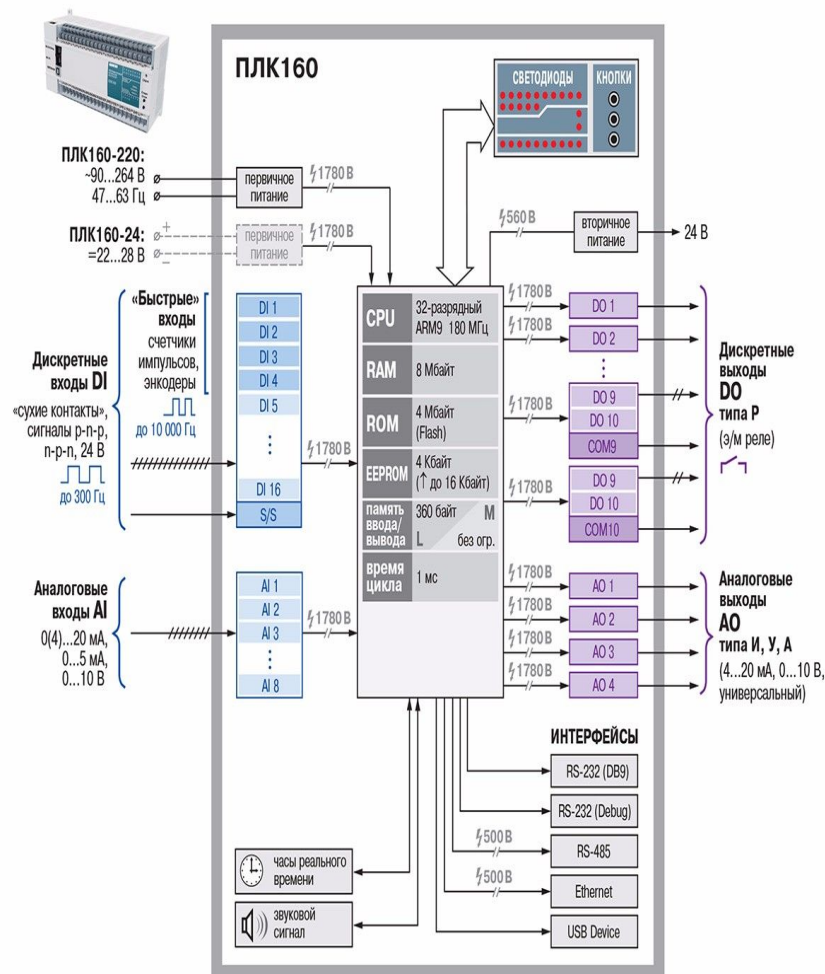 ПЛК160
СВЕТОДИОДЫ
КНОПКИ
ПЛК160-220:
~90...264 В
47...63 Гц
первичное
питание
1780 В
ПЛК160-24:
=22...28 В
+
–
первичное
питание
1780 В
560 В
вторичное
питание
24 В
Дискретные
входы DI
«сухие контакты»,
сигналы p-n-p,
n-p-n, 24 В
до 300 Гц
«Быстрые»
входы
счетчики
импульсов,
энкодеры
до 10 000 Гц
DI 1
DI 2
DI 3
DI 4
DI 5
⋮
DI 16
S/S
1780 В
Аналоговые
входы AI
0(4)...20 мА,
0...5 мА,
0...10 В
AI 1
AI 2
AI 3
⋮
AI 8
1780 В
CPU
32-разрядный
ARM9 180 МГц
RAM
8 Мбайт
ROM
4 Мбайт
(Flash)
EEPROM
4 Кбайт
(↑ до 16 Кбайт)
память
ввода/
вывода
360 байт
M
L
без огр.
время
цикла
1 мс
1780 В
DO 1
1780 В
DO 2
⋮
1780 В
DO 9
DO 10
COM9
1780 В
DO 9
DO 10
COM10
Дискретные
выходы
DO
типа Р
(э/м реле)
1780 В
AO 1
1780 В
AO 2
1780 В
AO 3
1780 В
AO 4
Аналоговые
выходы
AO
типа И, У, А
(4...20 мА, 0...10 В,
универсальный)
ИНТЕРФЕЙСЫ
RS-232 (DB9)
RS-232 (Debug)
500 В
RS-485
500 В
Ethernet
USB Device
часы реального
времени
звуковой
сигнал